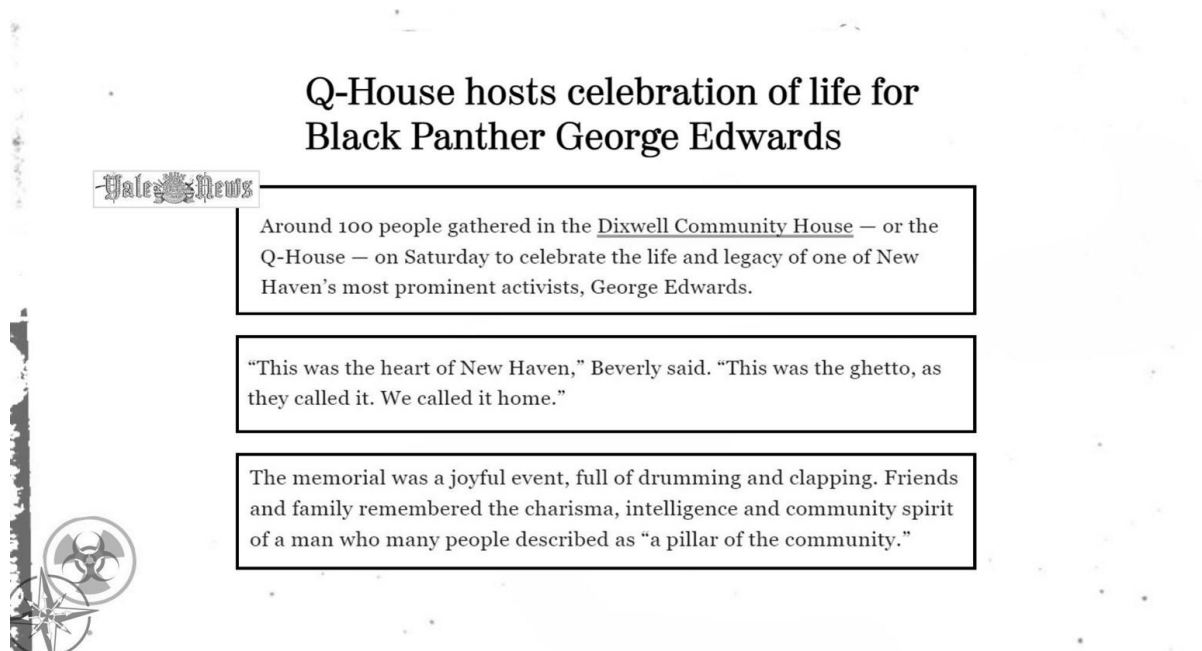 Q-House hosts celebration of life for
Black Panther George Edwards
Yale News
Around 100 people gathered in the Dixwell Community House — or the
Q-House — on Saturday to celebrate the life and legacy of one of New
Haven’s most prominent activists, George Edwards.
“This was the heart of New Haven,” Beverly said. “This was the ghetto, as
they called it. We called it home.”
The memorial was a joyful event, full of drumming and clapping. Friends
and family remembered the charisma, intelligence and community spirit
of a man who many people described as “a pillar of the community.”